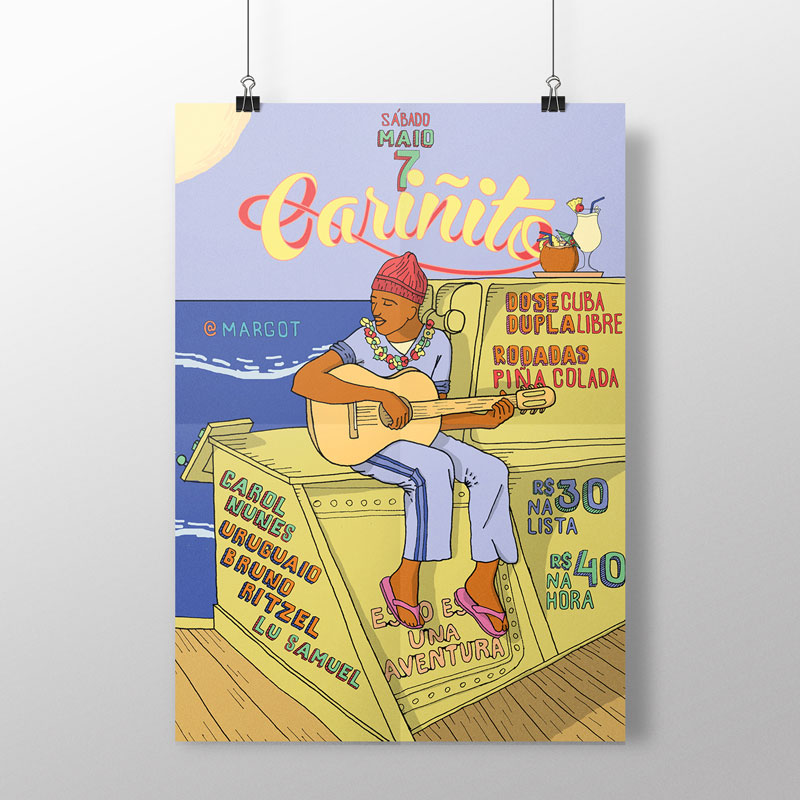 SÁBADO
MAIO
7
Cariñito
@MARGOT
DOSE CUBA
DUPLA LIBRE
RODADAS
PIÑA COLADA
R$ 30
NA
LISTA
R$ 40
NA
HORA
CAROL
NUNES
URUGUAIO
BRUNO
RITZEL
LU SAMUEL
ESTO ES
UNA
AVENTURA